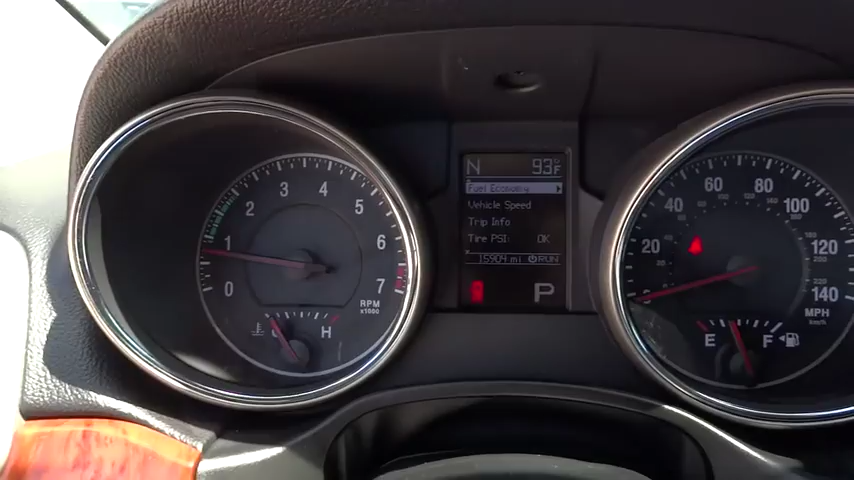 0 1 2 3 4 5 6 7
RPM
x1000
C H
N 93°F
Fuel Economy
Vehicle Speed
Trip Info
Tire PSI: OK
15904 mi RUN
P
20 40 60 80 100 120 140
MPH
km/h
E F